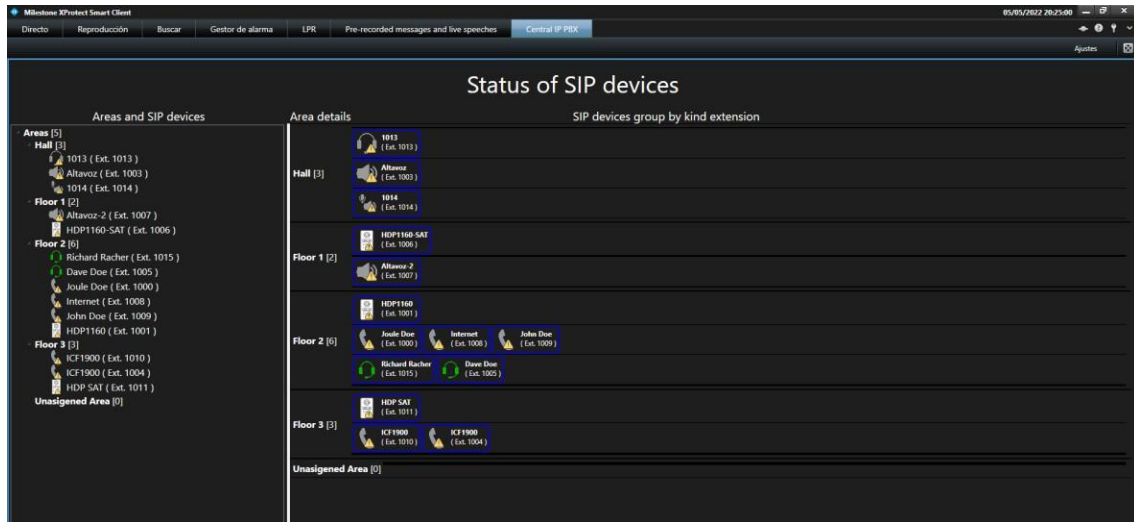 Milestone XProtect Smart Client
05/05/2022 20:25:00
Directo Reproducción Buscar Gestor de alarma LPR Pre-recorded messages and live speeches Central IP PBX
Ajustes
Status of SIP devices
Areas and SIP devices
Areas [5]
Hall [3]
1013 ( Ext. 1013 )
Altavoz ( Ext. 1003 )
1014 ( Ext. 1014 )
Floor 1 [2]
Altavoz-2 ( Ext. 1007 )
HDP1160-SAT ( Ext. 1006 )
Floor 2 [6]
Richard Racher ( Ext. 1015 )
Dave Doe ( Ext. 1005 )
Joule Doe ( Ext. 1000 )
Internet ( Ext. 1008 )
John Doe ( Ext. 1009 )
HDP1160 ( Ext. 1001 )
Floor 3 [3]
ICF1900 ( Ext. 1010 )
ICF1900 ( Ext. 1004 )
HDP SAT ( Ext. 1011 )
Unasigened Area [0]
Area details
SIP devices group by kind extension
Hall [3]
1013
( Ext. 1013 )
Altavoz
( Ext. 1003 )
1014
( Ext. 1014 )
Floor 1 [2]
HDP1160-SAT
( Ext. 1006 )
Altavoz-2
( Ext. 1007 )
Floor 2 [6]
HDP1160
( Ext. 1001 )
Joule Doe Internet John Doe
( Ext. 1000 ) ( Ext. 1008 ) ( Ext. 1009 )
Richard Racher Dave Doe
( Ext. 1015 ) ( Ext. 1005 )
Floor 3 [3]
HDP SAT
( Ext. 1011 )
ICF1900 ICF1900
( Ext. 1010 ) ( Ext. 1004 )
Unasigened Area [0]